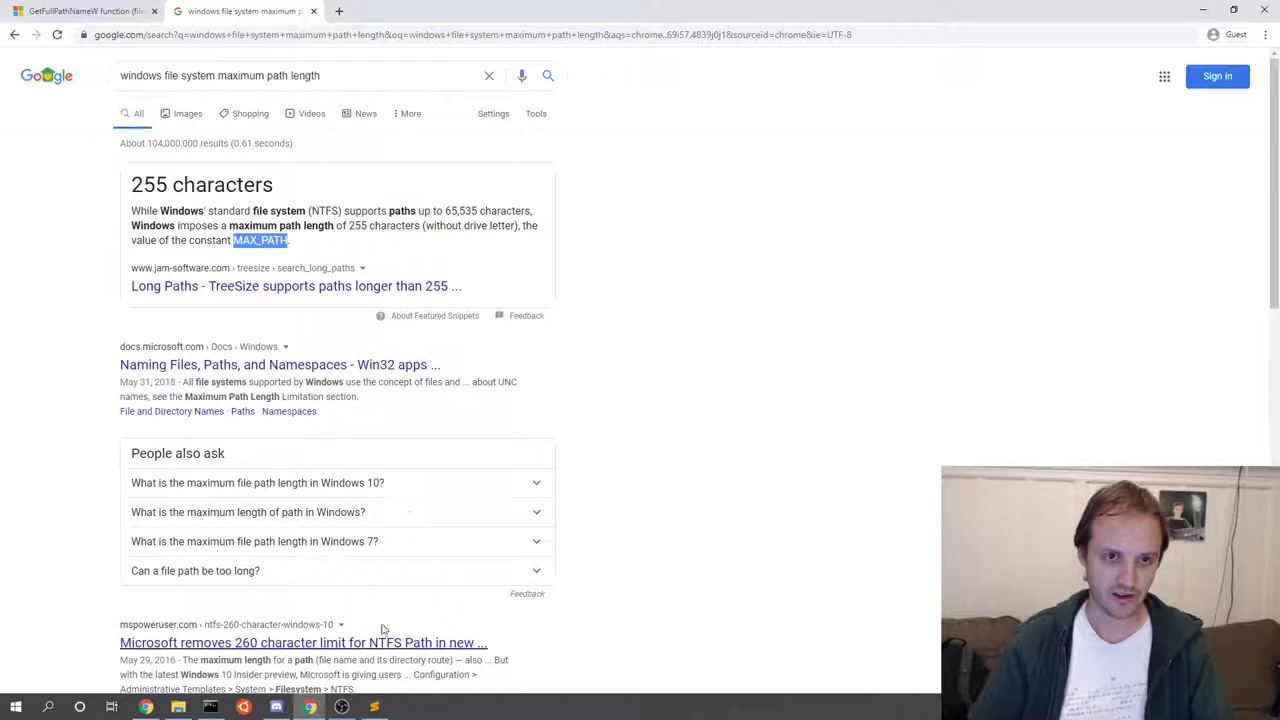 GetFullPathNameW function (file
windows file system maximum p
google.com/search?q=windows+file+system+maximum+path+length&oq=windows+file+system+maximum+path+length&aqs=chrome..69i57.4839j0j1&sourceid=chrome&ie=UTF-8
Guest
Google
windows file system maximum path length
Sign in
All
Images
Shopping
Videos
News
More
Settings
Tools
About 104,000,000 results (0.61 seconds)
255 characters
While Windows' standard file system (NTFS) supports paths up to 65,535 characters,
Windows imposes a maximum path length of 255 characters (without drive letter), the
value of the constant MAX_PATH.
www.jam-software.com › treesize › search_long_paths
Long Paths - TreeSize supports paths longer than 255 ...
About Featured Snippets
Feedback
docs.microsoft.com › Docs › Windows
Naming Files, Paths, and Namespaces - Win32 apps ...
May 31, 2018 - All file systems supported by Windows use the concept of files and ... about UNC
names, see the Maximum Path Length Limitation section.
File and Directory Names · Paths · Namespaces
People also ask
What is the maximum file path length in Windows 10?
What is the maximum length of path in Windows?
What is the maximum file path length in Windows 7?
Can a file path be too long?
Feedback
mspoweruser.com › ntfs-260-character-windows-10
Microsoft removes 260 character limit for NTFS Path in new ...
May 29, 2016 - The maximum length for a path (file name and its directory route) — also ... But
with the latest Windows 10 Insider preview, Microsoft is giving users ... Configuration >
Administrative Templates > System > Filesystem > NTFS.